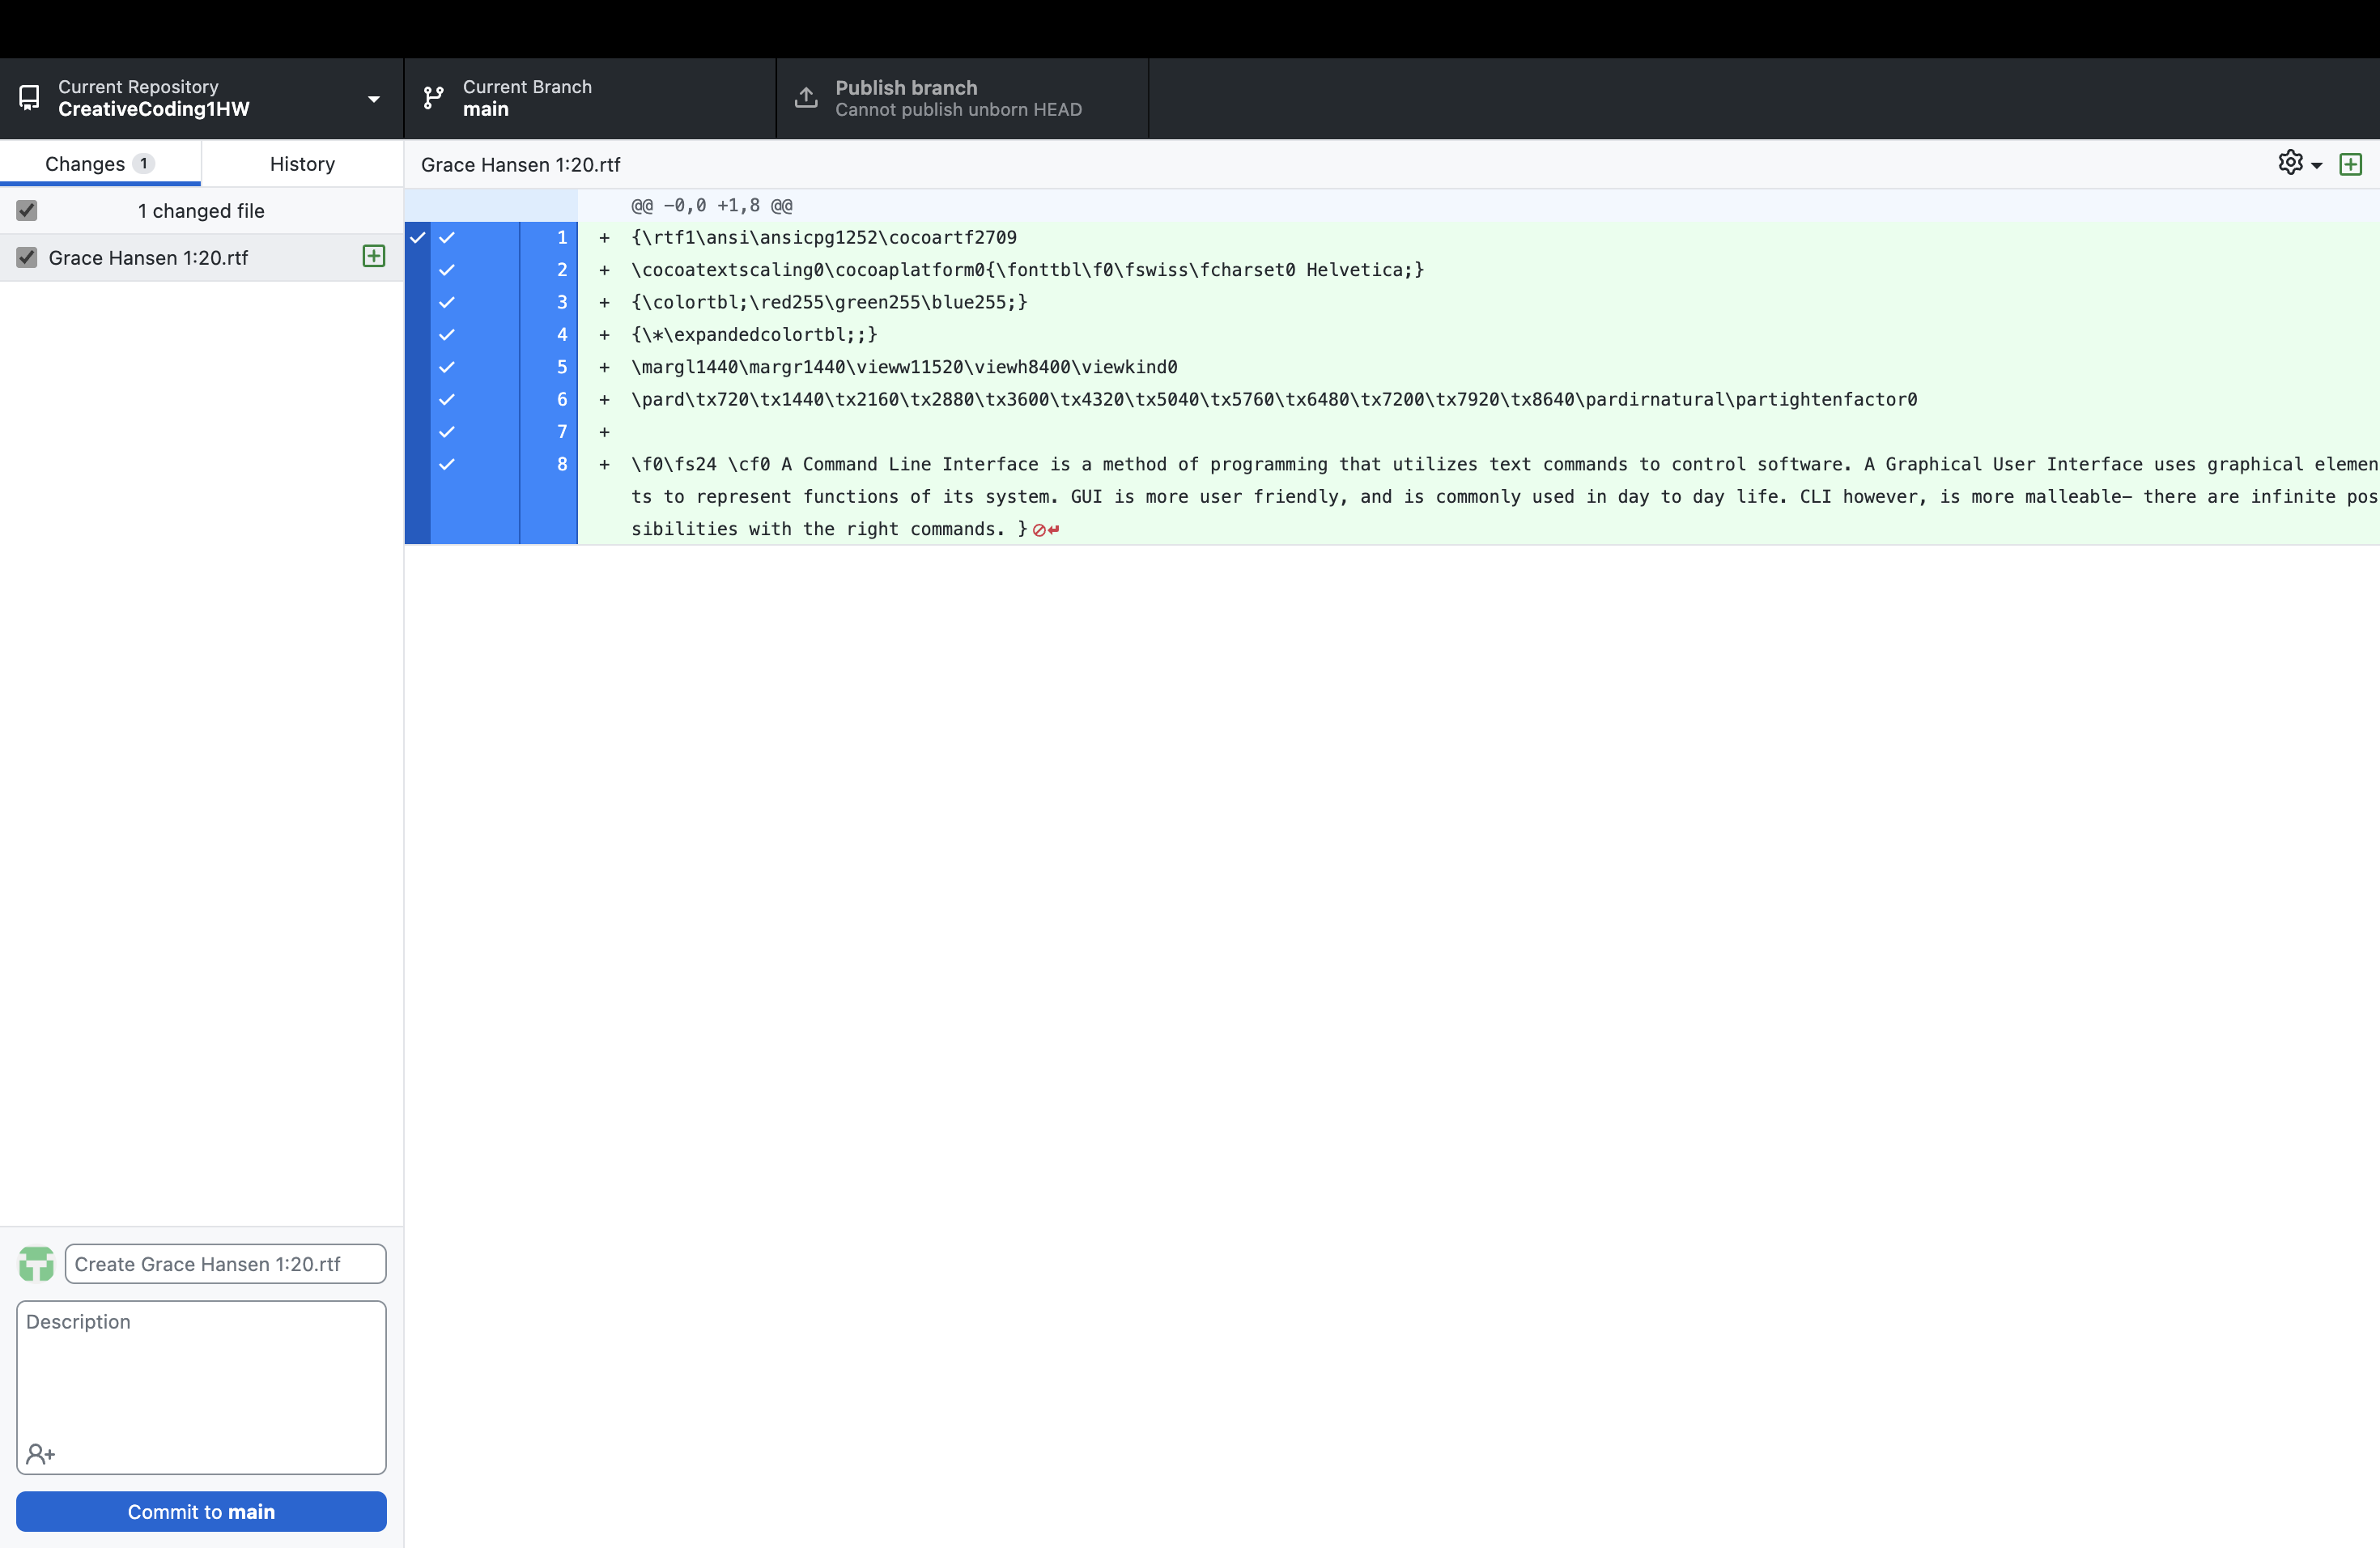 Current Repository
CreativeCoding1HW
Current Branch
main
Publish branch
Cannot publish unborn HEAD
Changes 1
History
1 changed file
Grace Hansen 1:20.rtf
Grace Hansen 1:20.rtf
@@ -0,0 +1,8 @@
1 + {\rtf1\ansi\ansicpg1252\cocoartf2709
2 + \cocoatextscaling0\cocoaplatform0{\fonttbl\f0\fswiss\fcharset0 Helvetica;}
3 + {\colortbl;\red255\green255\blue255;}
4 + {\*\expandedcolortbl;;}
5 + \margl1440\margr1440\vieww11520\viewh8400\viewkind0
6 + \pard\tx720\tx1440\tx2160\tx2880\tx3600\tx4320\tx5040\tx5760\tx6480\tx7200\tx7920\tx8640\pardirnatural\partightenfactor0
7 +
8 + \f0\fs24 \cf0 A Command Line Interface is a method of programming that utilizes text commands to control software. A Graphical User Interface uses graphical elemen
ts to represent functions of its system. GUI is more user friendly, and is commonly used in day to day life. CLI however, is more malleable- there are infinite pos
sibilities with the right commands. }
Create Grace Hansen 1:20.rtf
Description
Commit to main